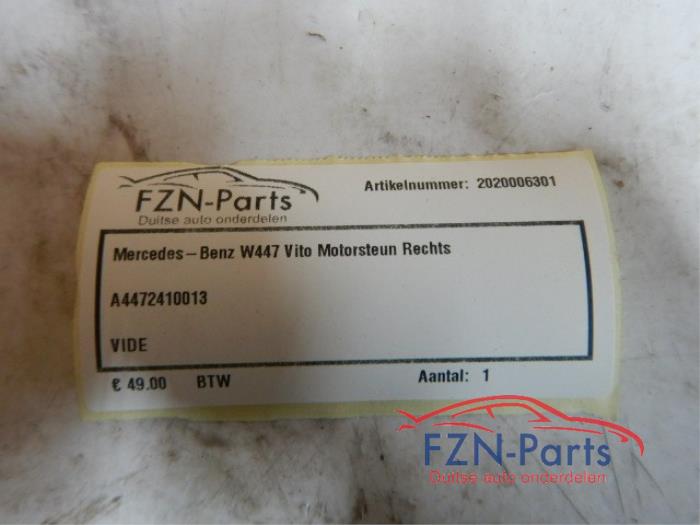 FZN-Parts
Duitse auto onderdelen
Artikelnummer: 2020006301
Mercedes-Benz W447 Vito Motorsteun Rechts
A4472410013
VIDE
€ 49.00 BTW Aantal: 1
FZN-Parts
Duitse auto onderdelen